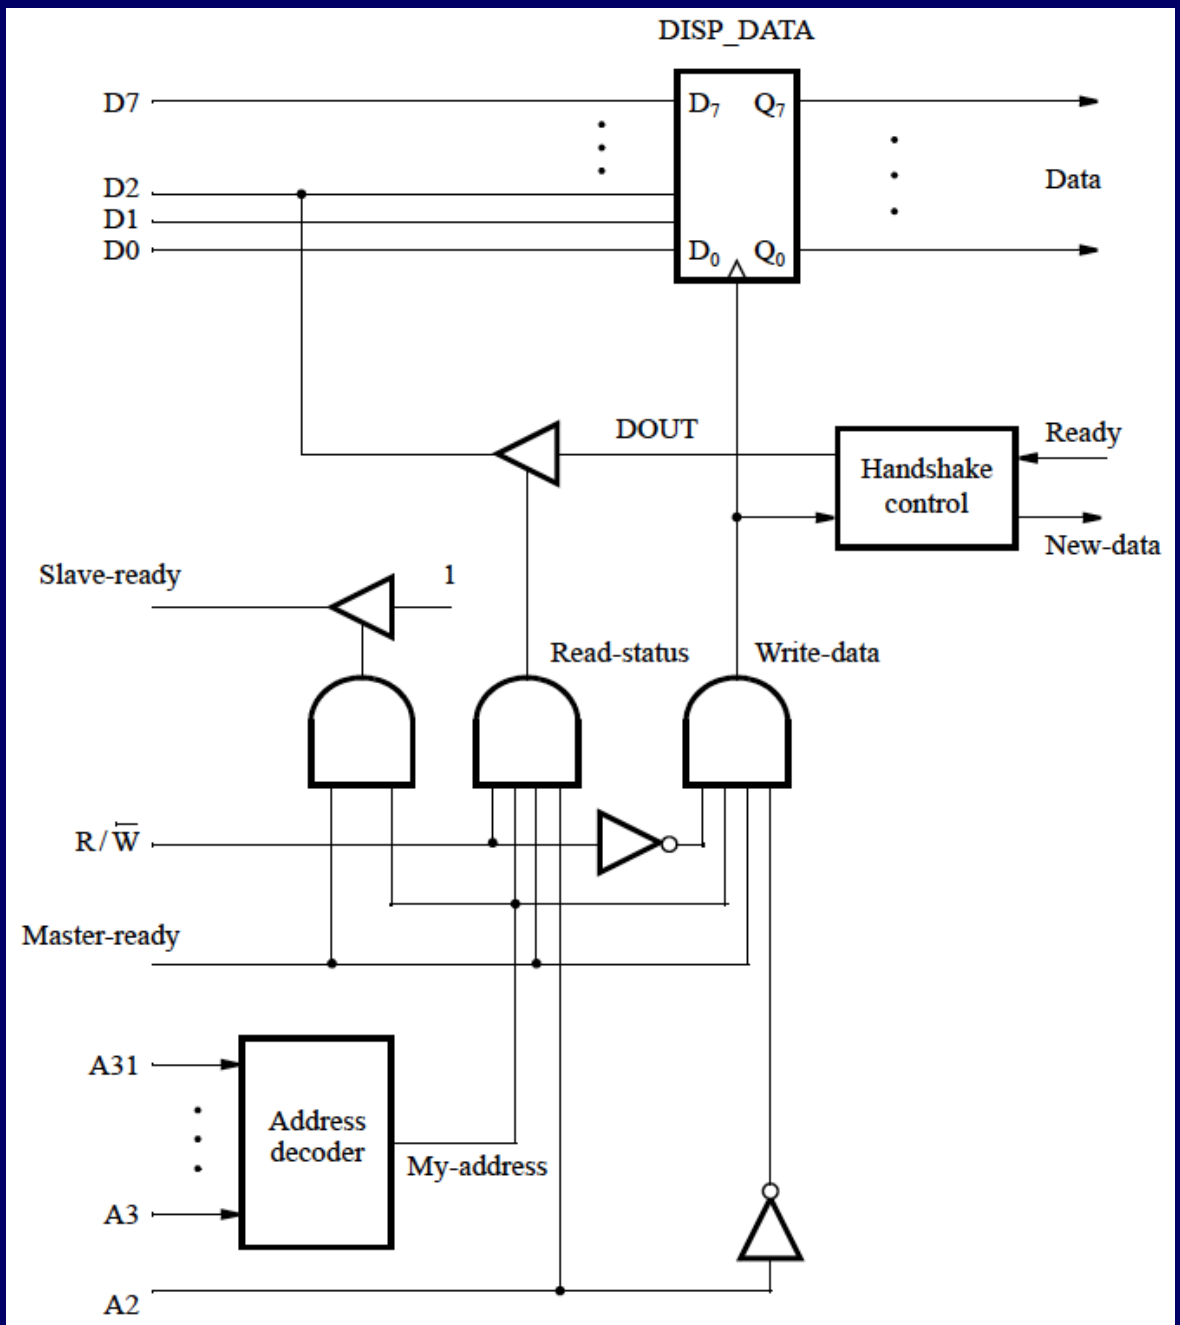 DISP_DATA
D7
D₇ Q₇
D2
Data
D1
D0
D₀ Q₀
DOUT
Ready
Handshake
control
New-data
Slave-ready
1
Read-status
Write-data
R/W̅
Master-ready
A31
Address
decoder
My-address
A3
A2